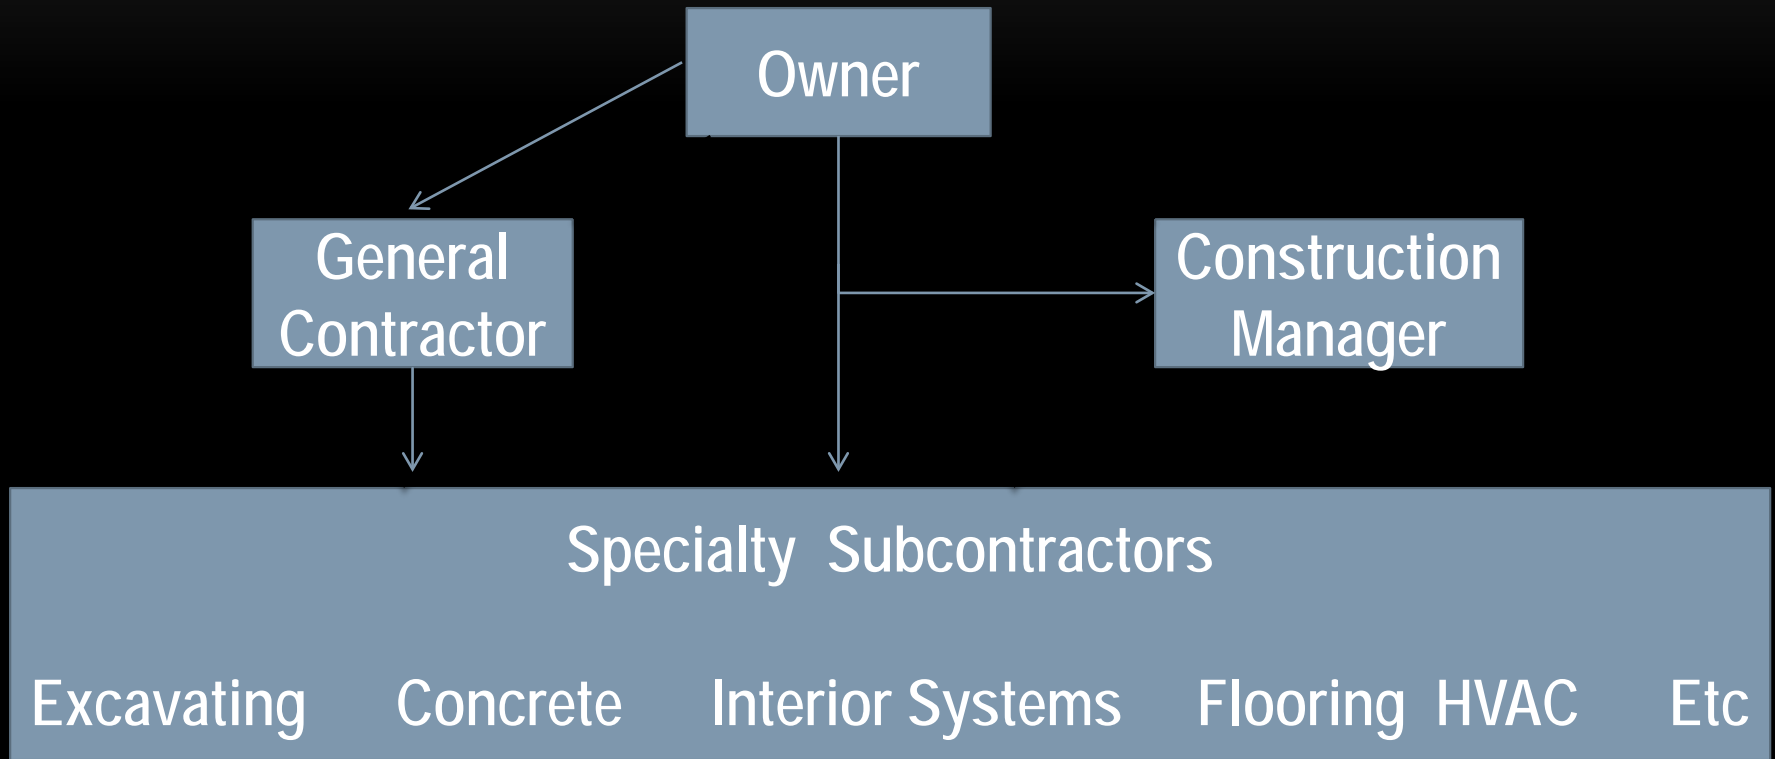 Owner
General
Contractor
Construction
Manager
Specialty Subcontractors
Excavating Concrete Interior Systems Flooring HVAC Etc